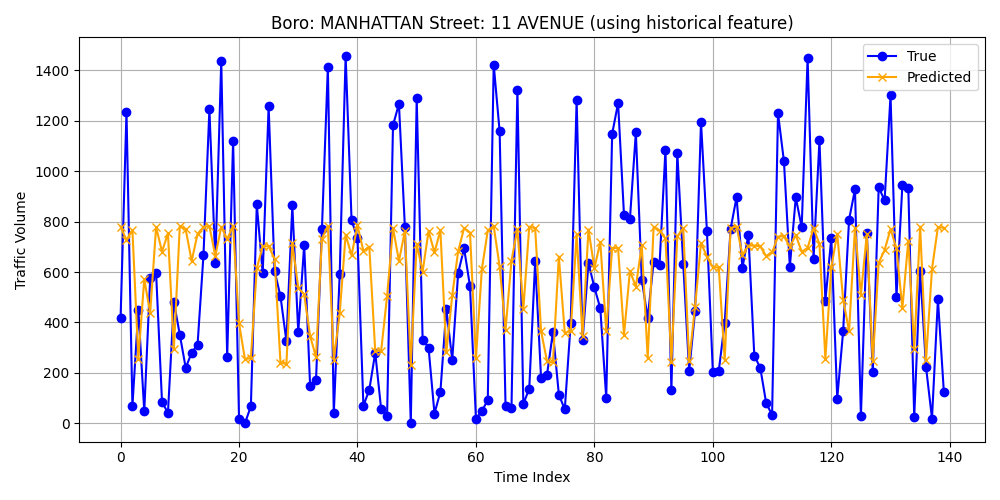 Boro: MANHATTAN Street: 11 AVENUE (using historical feature)
True
Predicted
Traffic Volume
1400
1200
1000
800
600
400
200
0
0 20 40 60 80 100 120 140
Time Index